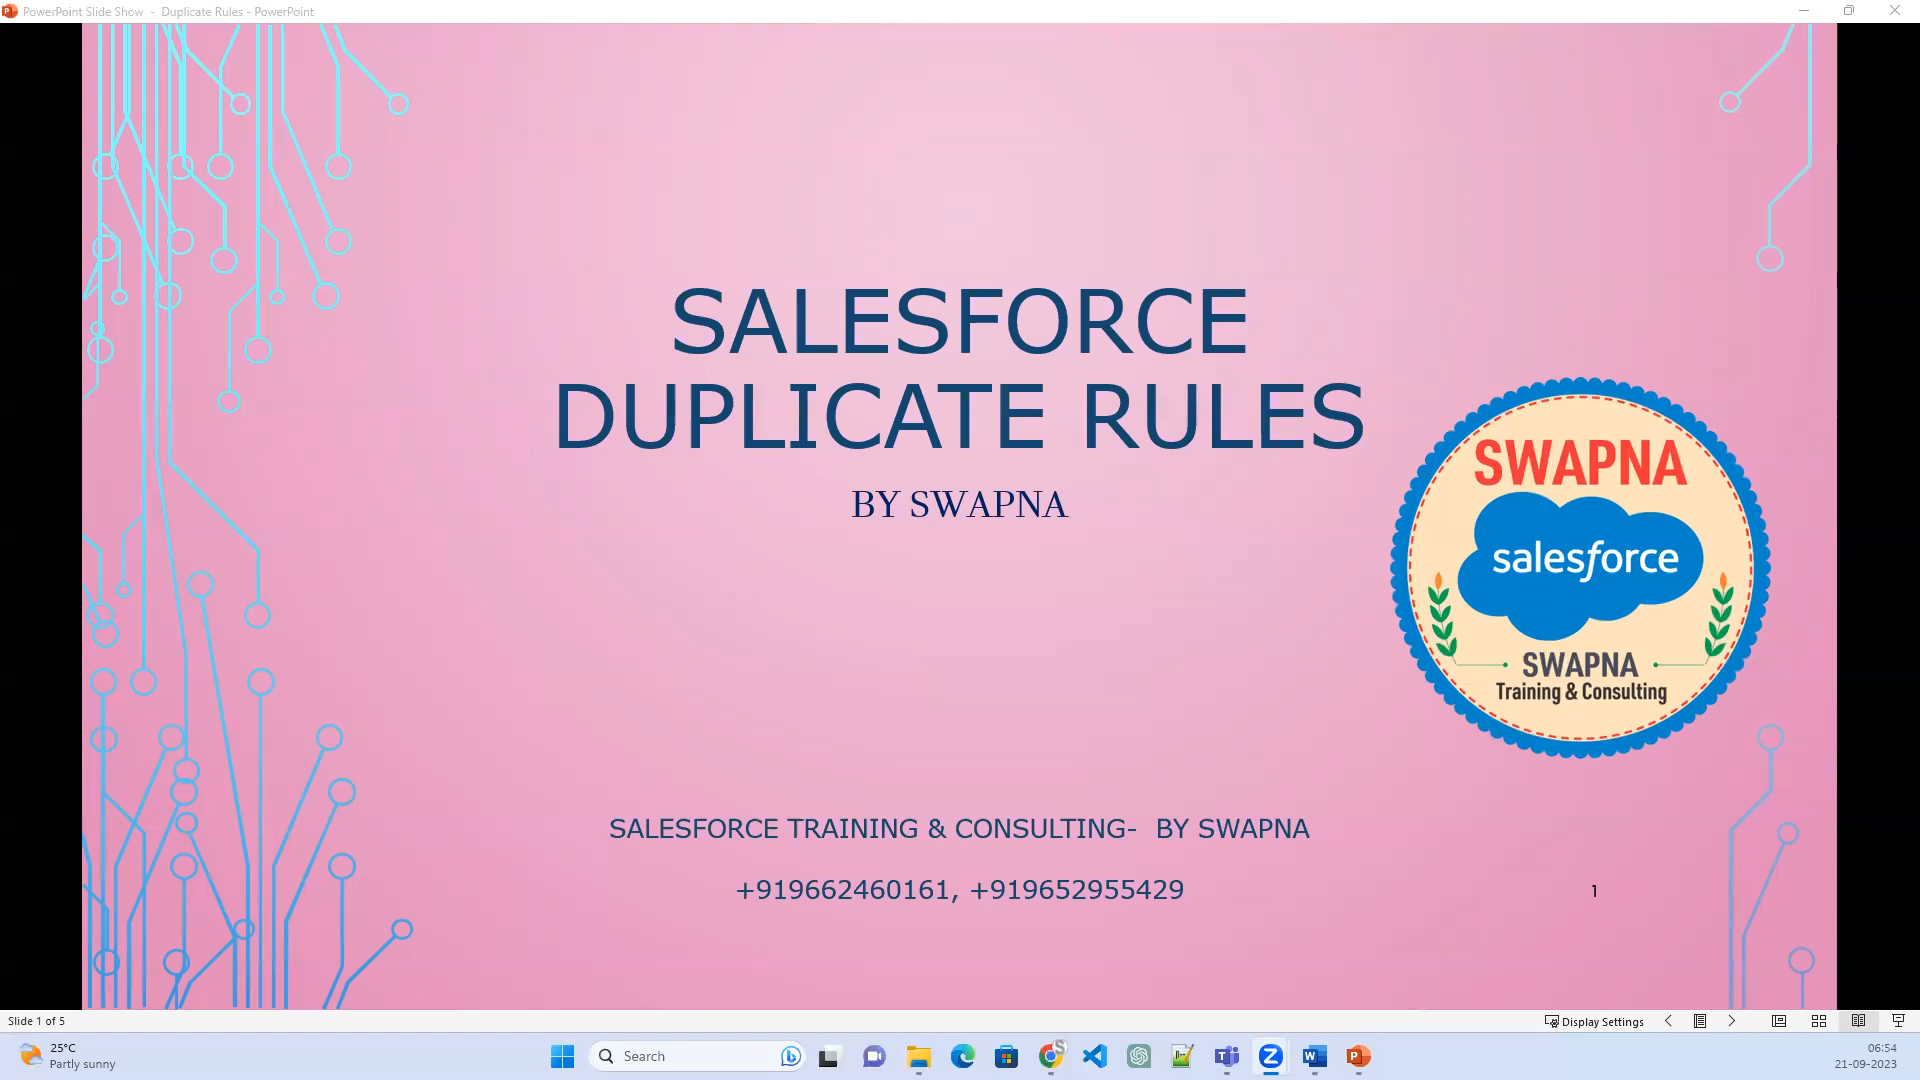 PowerPoint Slide Show - Duplicate Rules - PowerPoint
SALESFORCE
DUPLICATE RULES
BY SWAPNA
SWAPNA
salesforce
SWAPNA
Training & Consulting
SALESFORCE TRAINING & CONSULTING- BY SWAPNA
+919662460161, +919652955429
1
Slide 1 of 5
Display Settings
25°C
Partly sunny
Search
06:54
21-09-2023